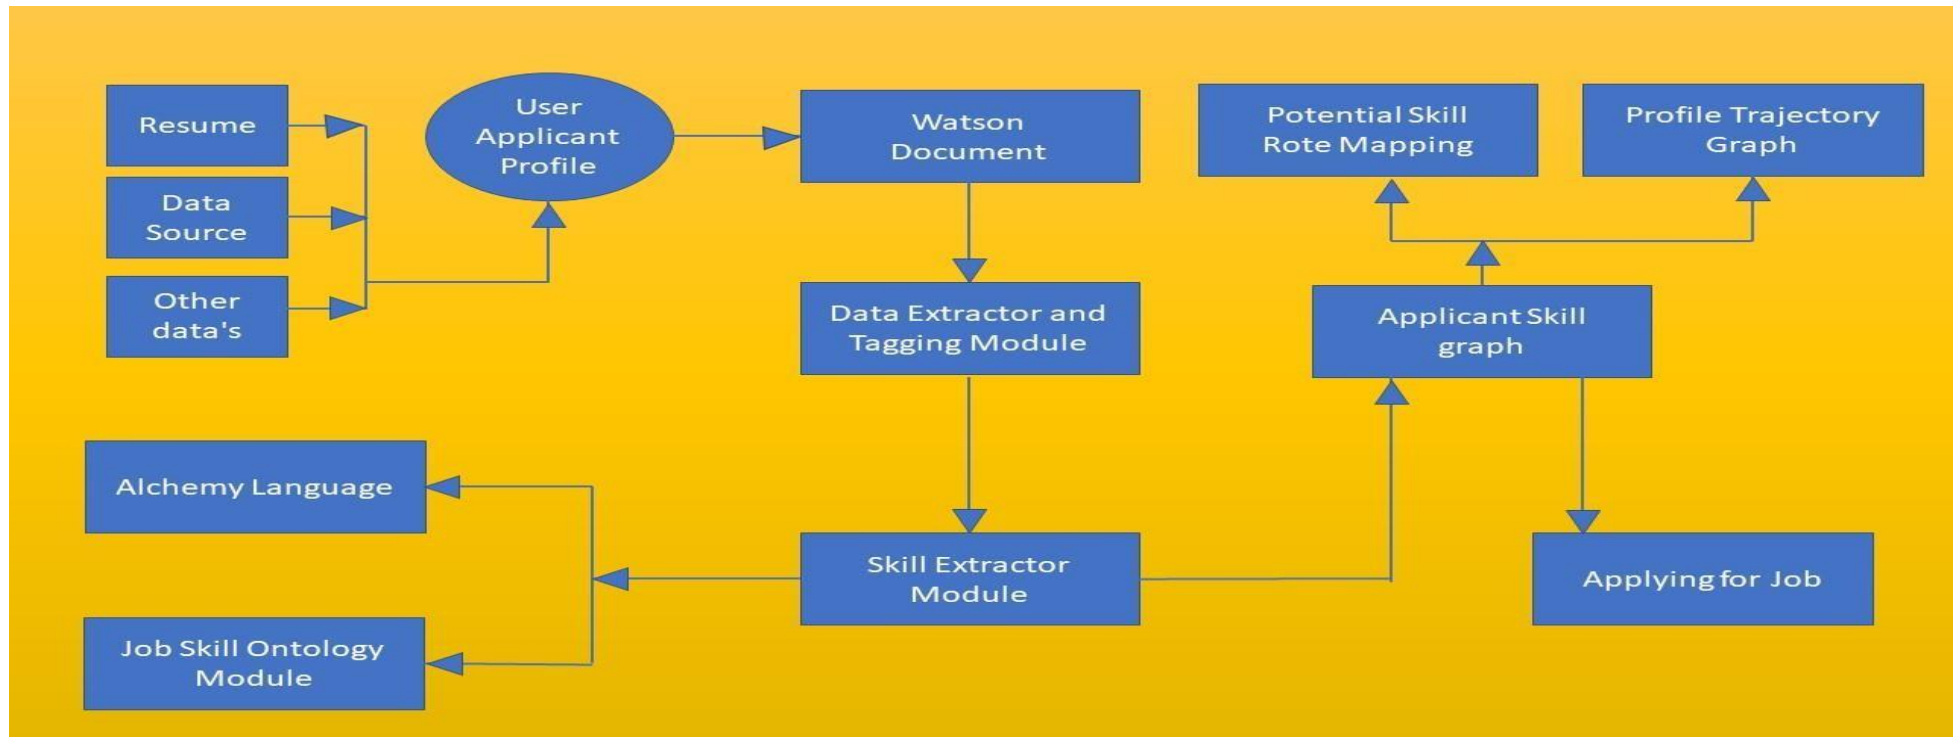 Resume
Data
Source
Other
data's
User
Applicant
Profile
Watson
Document
Potential Skill
Rote Mapping
Profile Trajectory
Graph
Data Extractor and
Tagging Module
Applicant Skill
graph
Alchemy Language
Skill Extractor
Module
Applying for Job
Job Skill Ontology
Module